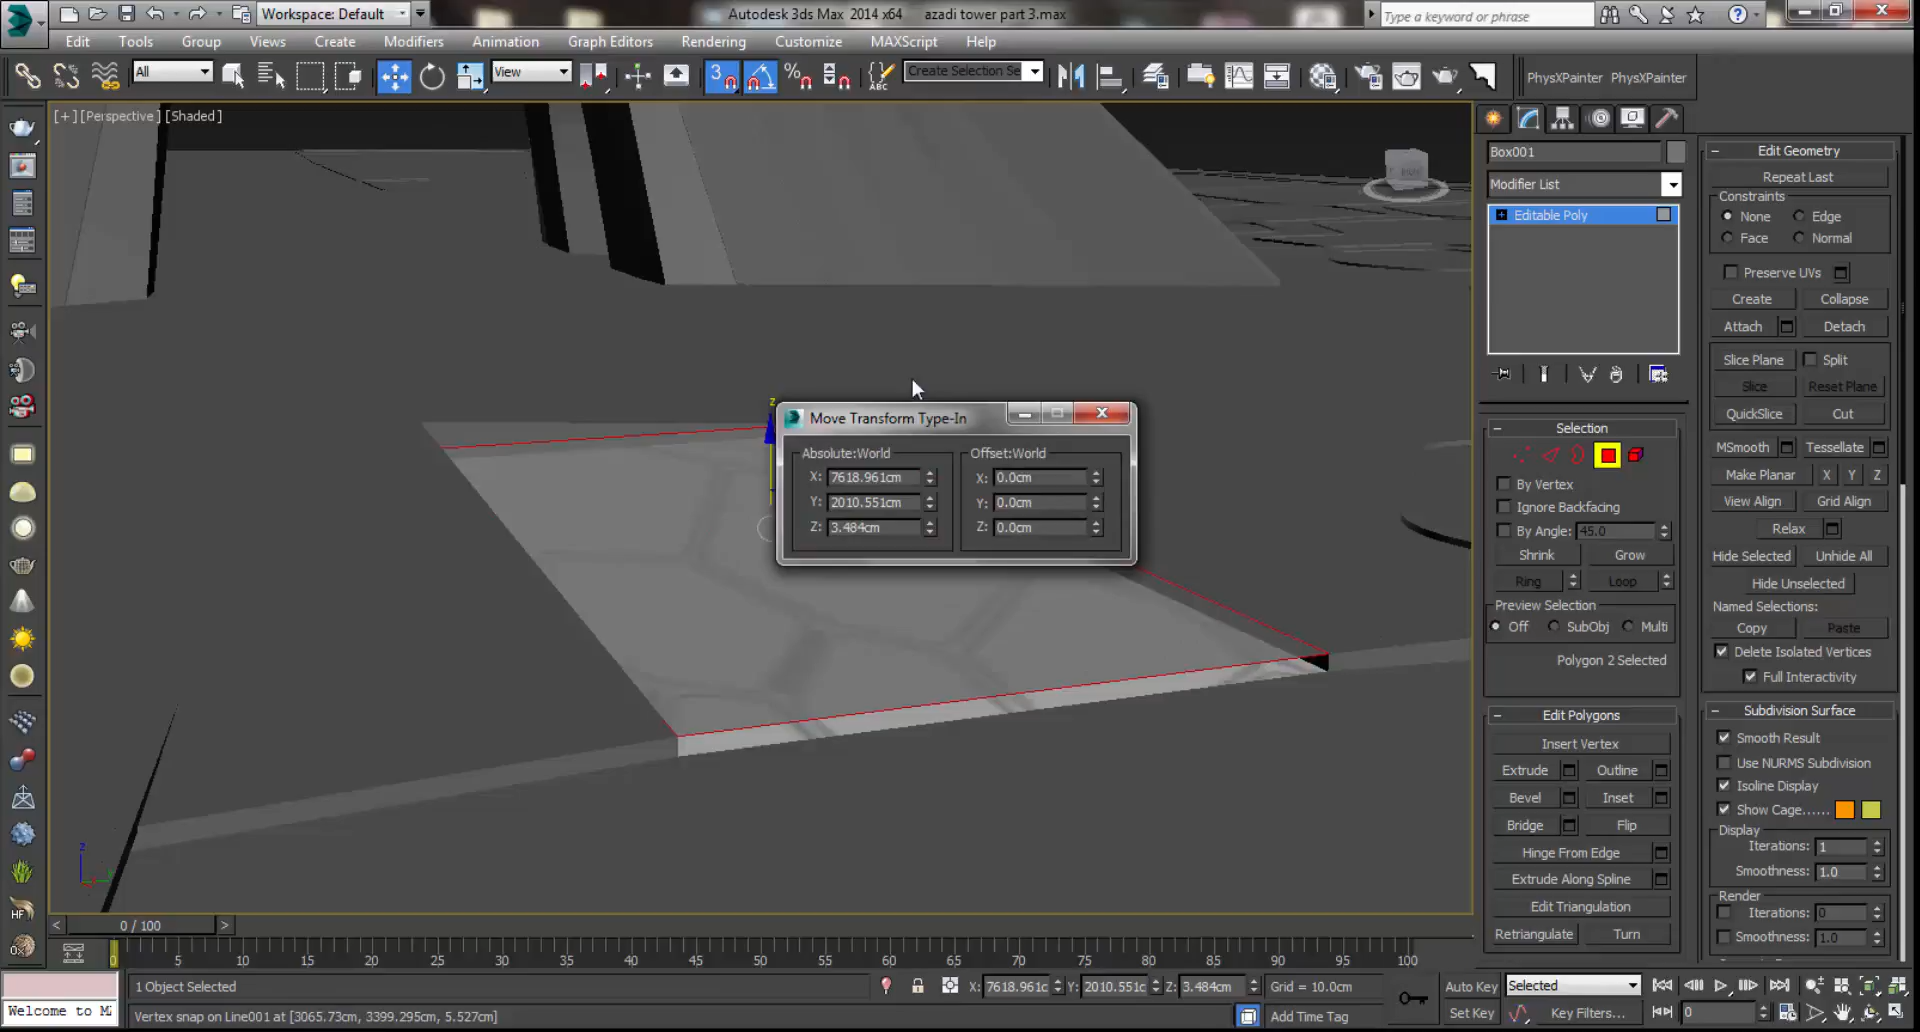 Workspace: Default
Autodesk 3ds Max 2014 x64 azadi tower part 3.max
Type a keyword or phrase
Edit Tools Group Views Create Modifiers Animation Graph Editors Rendering Customize MAXScript Help
All
View
3
ABC
Create Selection Se
PhysXPainter PhysXPainter
[+] [Perspective] [Shaded]
Box001
Modifier List
Editable Poly
Edit Geometry
Repeat Last
Constraints
None Edge
Face Normal
Preserve UVs
Create Collapse
Attach Detach
Slice Plane Split
Slice Reset Plane
QuickSlice Cut
MSmooth Tessellate
Make Planar X Y Z
View Align Grid Align
Relax
Hide Selected Unhide All
Hide Unselected
Named Selections:
Copy Paste
Delete Isolated Vertices
Full Interactivity
Selection
By Vertex
Ignore Backfacing
By Angle: 45.0
Shrink Grow
Ring Loop
Preview Selection
Off SubObj Multi
Polygon 2 Selected
Edit Polygons
Insert Vertex
Extrude Outline
Bevel Inset
Bridge Flip
Hinge From Edge
Extrude Along Spline
Edit Triangulation
Retriangulate Turn
Subdivision Surface
Smooth Result
Use NURMS Subdivision
Isoline Display
Show Cage......
Display
Iterations: 1
Smoothness: 1.0
Render
Iterations: 0
Smoothness: 1.0
z
Move Transform Type-In
Absolute:World Offset:World
X: 7618.961cm X: 0.0cm
Y: 2010.551cm Y: 0.0cm
Z: 3.484cm Z: 0.0cm
z
HF
OX
< 0 / 100 >
0 5 10 15 20 25 30 35 40 45 50 55 60 65 70 75 80 85 90 95 100
1 Object Selected
X: 7618.961c Y: 2010.551c Z: 3.484cm Grid = 10.0cm
Auto Key Selected
Welcome to M
Vertex snap on Line001 at [3065.73cm, 3399.295cm, 5.527cm]
Add Time Tag
Set Key Key Filters... 0